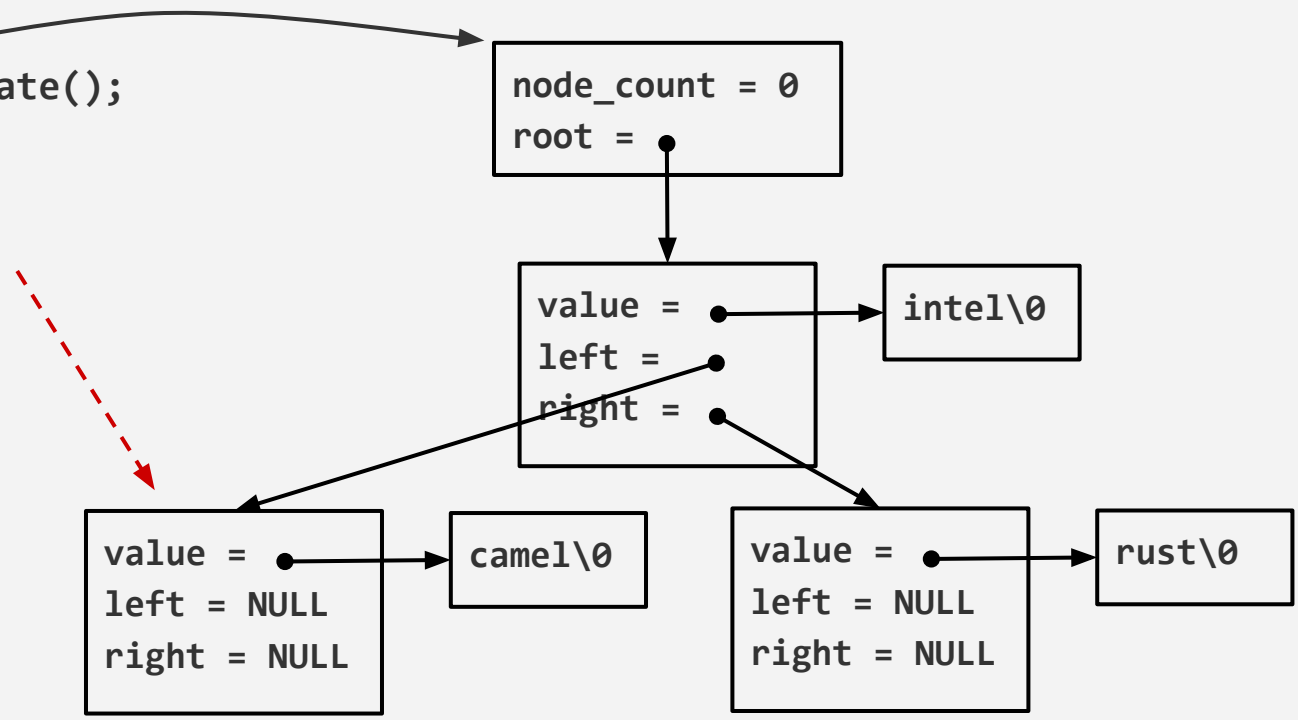 ate();
node_count = 0
root =
value =
left =
right =
intel\0
value =
left = NULL
right = NULL
camel\0
value =
left = NULL
right = NULL
rust\0